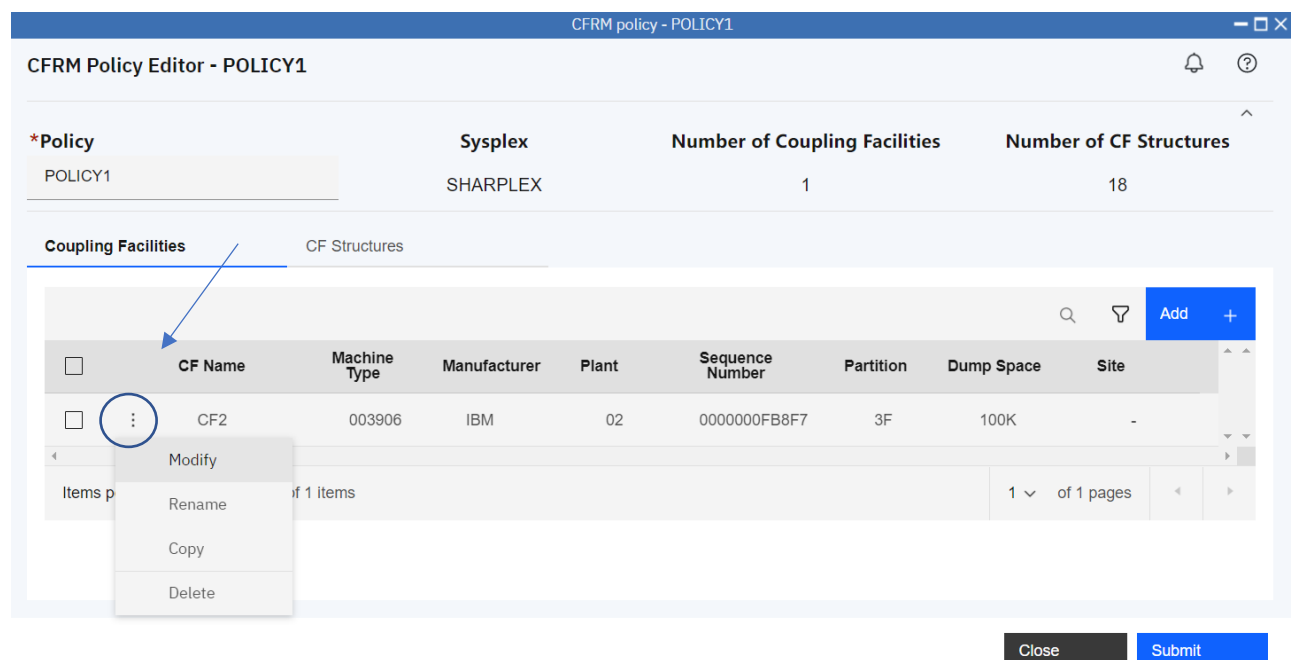 CFRM policy - POLICY1
CFRM Policy Editor - POLICY1
*Policy
Sysplex
Number of Coupling Facilities
Number of CF Structures
POLICY1
SHARPLEX
1
18
Coupling Facilities
CF Structures
Add +
CF Name
Machine Type
Manufacturer
Plant
Sequence Number
Partition
Dump Space
Site
CF2
003906
IBM
02
0000000FB8F7
3F
100K
-
Modify
Items p
of 1 items
1
of 1 pages
Rename
Copy
Delete
Close
Submit